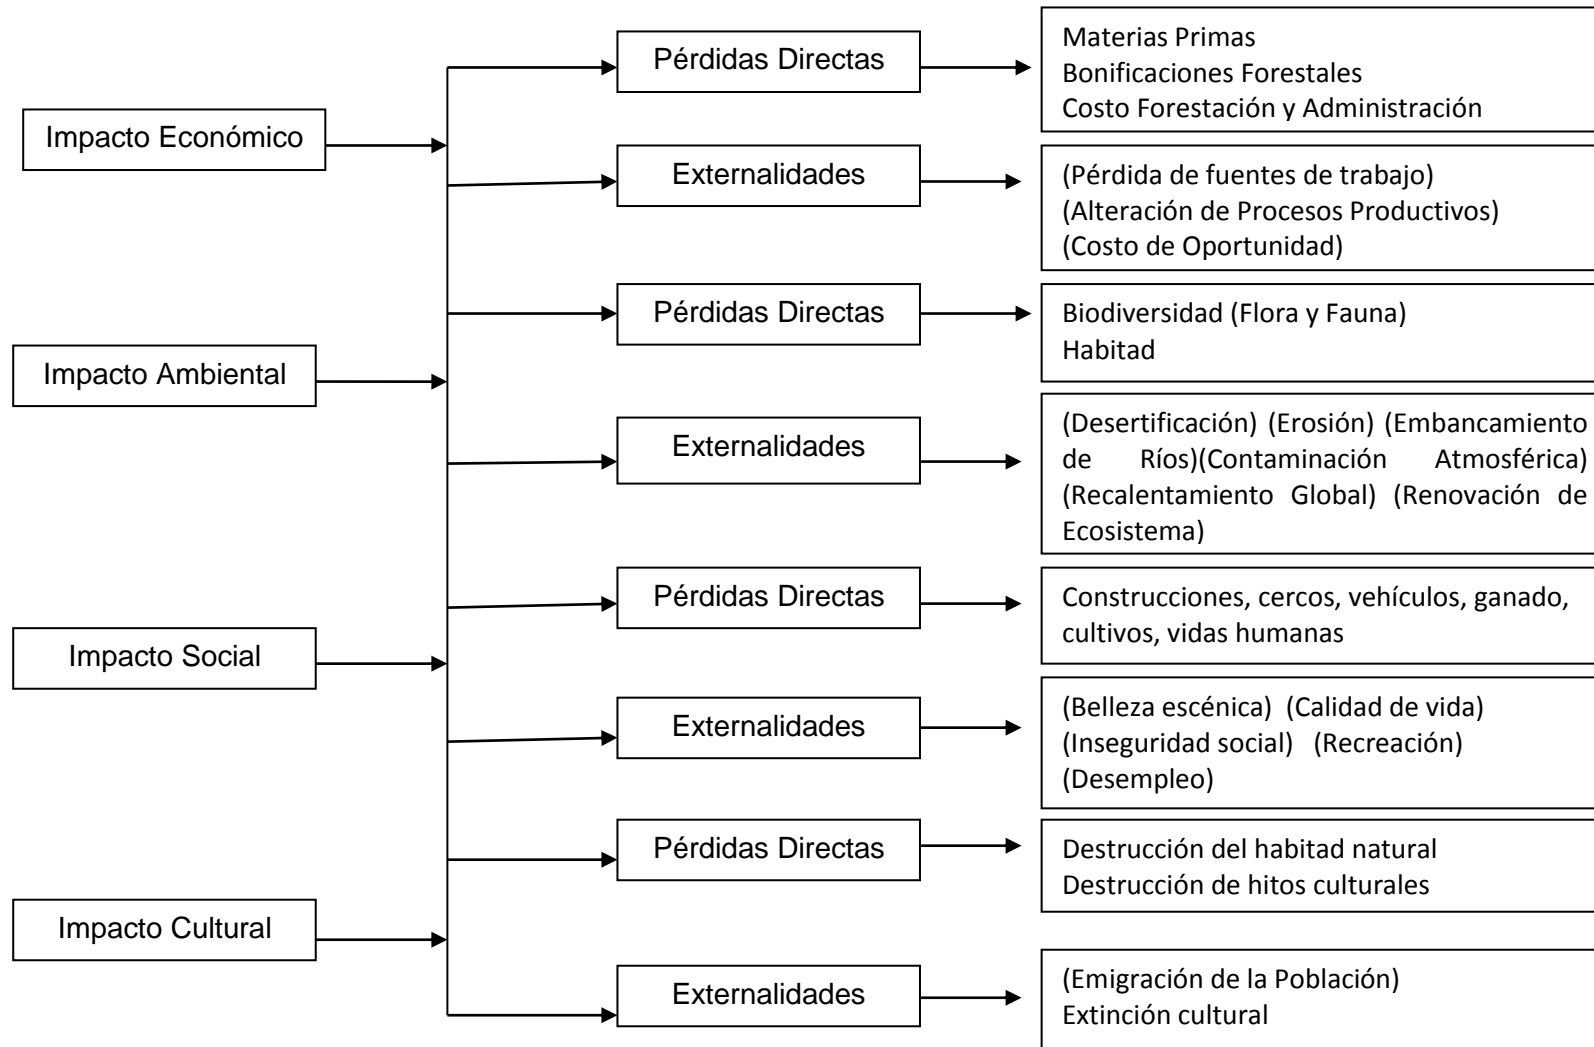 Impacto Económico
Pérdidas Directas
Materias Primas
Bonificaciones Forestales
Costo Forestación y Administración
Externalidades
(Pérdida de fuentes de trabajo)
(Alteración de Procesos Productivos)
(Costo de Oportunidad)
Impacto Ambiental
Pérdidas Directas
Biodiversidad (Flora y Fauna)
Habitad
Externalidades
(Desertificación) (Erosión) (Embancamiento
de Ríos)(Contaminación Atmosférica)
(Recalentamiento Global) (Renovación de
Ecosistema)
Impacto Social
Pérdidas Directas
Construcciones, cercos, vehículos, ganado,
cultivos, vidas humanas
Externalidades
(Belleza escénica) (Calidad de vida)
(Inseguridad social) (Recreación)
(Desempleo)
Impacto Cultural
Pérdidas Directas
Destrucción del habitad natural
Destrucción de hitos culturales
Externalidades
(Emigración de la Población)
Extinción cultural